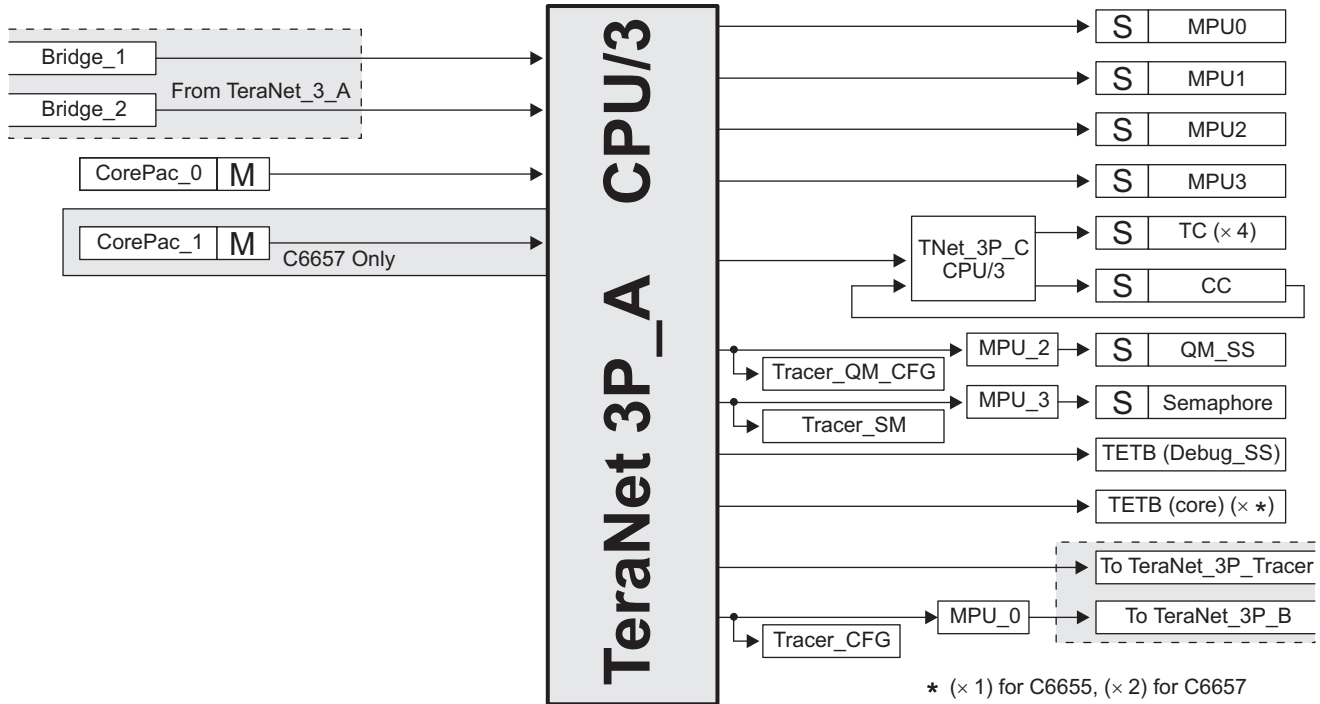 Bridge_1
From TeraNet_3_A
Bridge_2
CorePac_0 M
CorePac_1 M
C6657 Only
TeraNet 3P_A CPU/3
S MPU0
S MPU1
S MPU2
S MPU3
TNet_3P_C
CPU/3
S TC (× 4)
S CC
MPU_2
S QM_SS
Tracer_QM_CFG
MPU_3
S Semaphore
Tracer_SM
TETB (Debug_SS)
TETB (core) (× *)
To TeraNet_3P_Tracer
MPU_0
To TeraNet_3P_B
Tracer_CFG
* (× 1) for C6655, (× 2) for C6657